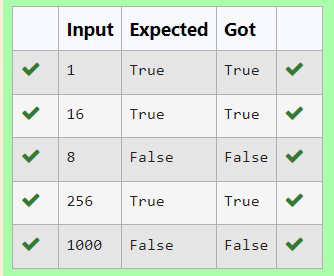 Input Expected Got
1 True True
16 True True
8 False False
256 True True
1000 False False